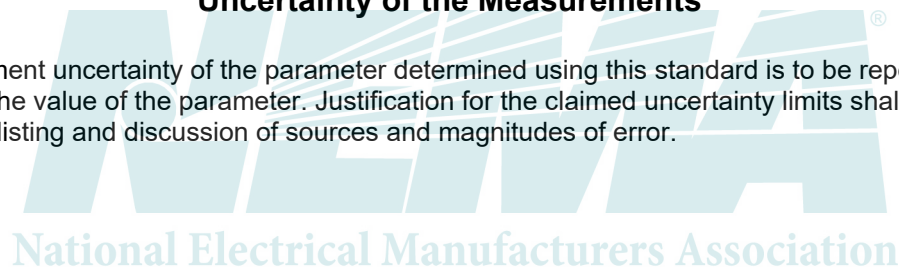 Uncertainty of the Measurements
®
ment uncertainty of the parameter determined using this standard is to be repo
he value of the parameter. Justification for the claimed uncertainty limits shal
listing and discussion of sources and magnitudes of error.
NEMA
National Electrical Manufacturers Association